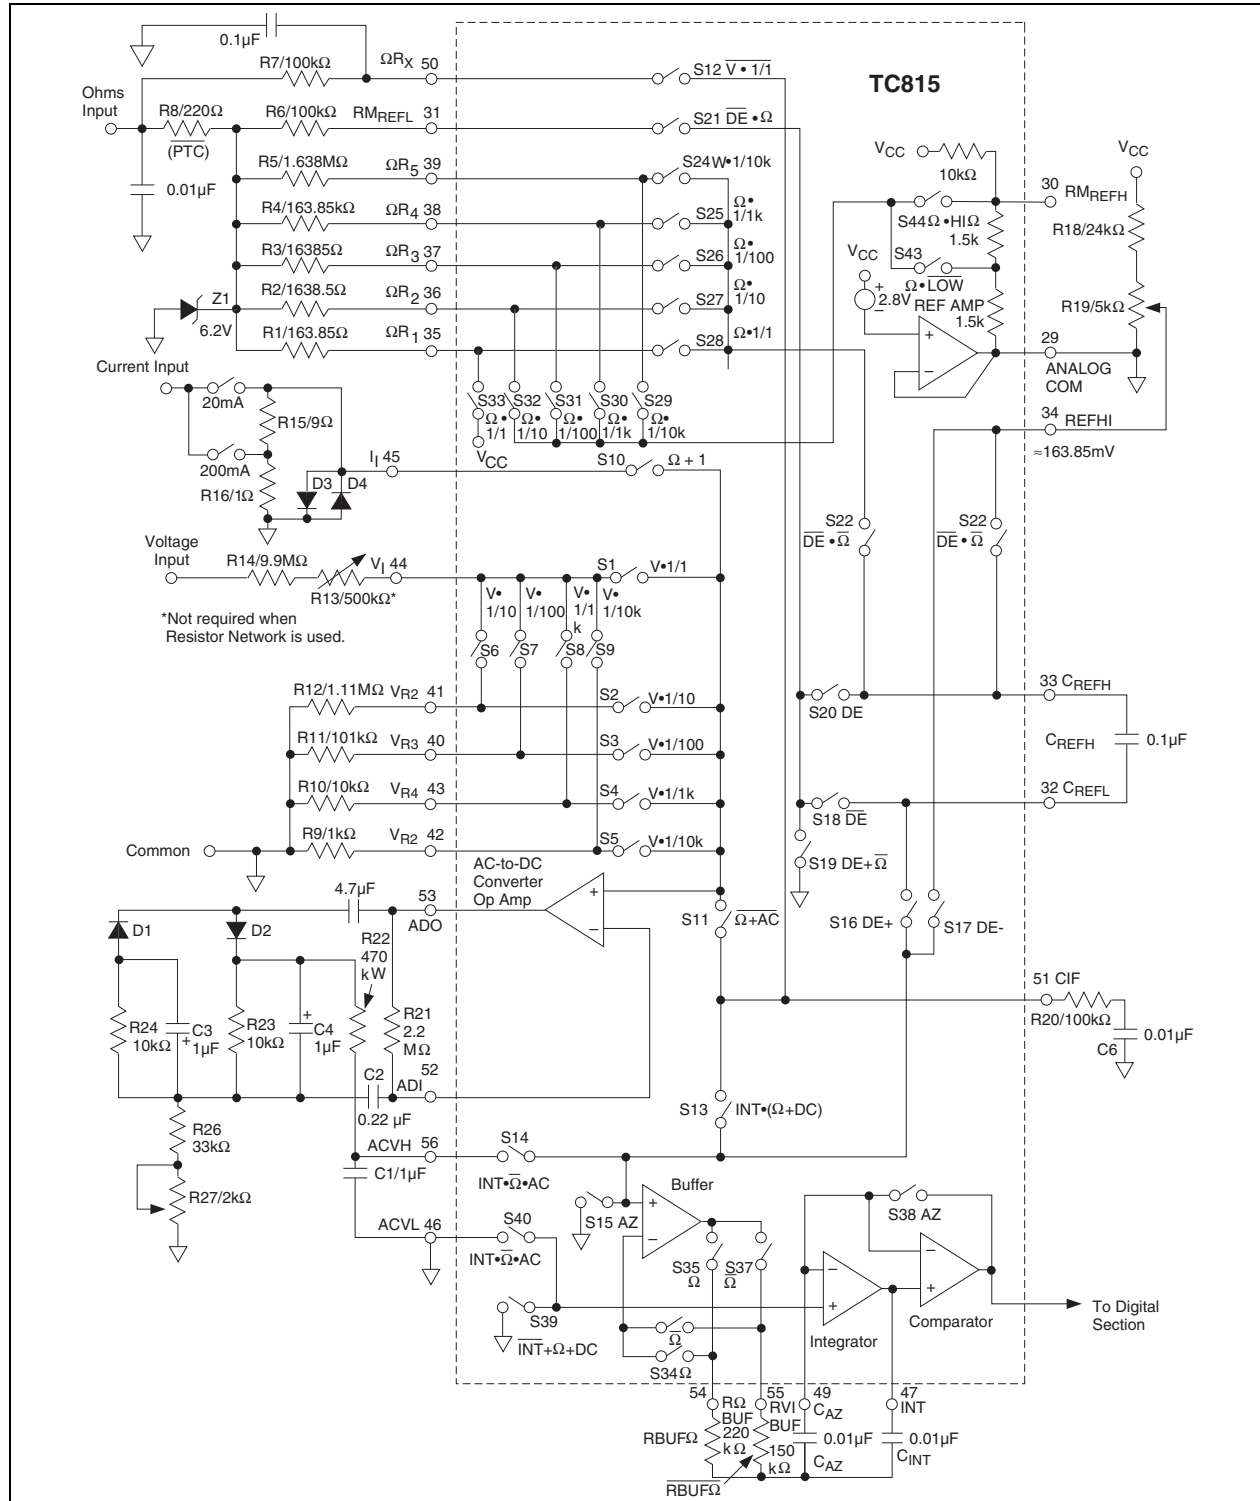 0.1µF
R7/100kΩ
ΩRX 50
S12 V • 1/1
TC815
Ohms
Input
R8/220Ω
(PTC)
R6/100kΩ
RMREFL 31
S21 DE • Ω
0.01µF
R5/1.638MΩ
ΩR5 39
S24W•1/10k
VCC
10kΩ
VCC
30
RMREFH
R4/163.85kΩ
ΩR4 38
S25
Ω•
1/1k
S44Ω •HIΩ
1.5k
R18/24kΩ
R3/16385Ω
ΩR3 37
S26
Ω•
1/100
VCC
S43
Ω•LOW
Z1
6.2V
R2/1638.5Ω
ΩR2 36
S27
Ω•
1/10
+
2.8V
–
REF AMP
1.5k
R19/5kΩ
R1/163.85Ω
ΩR1 35
S28
Ω•1/1
+
–
29
ANALOG
COM
Current Input
20mA
R15/9Ω
200mA
R16/1Ω
S33
Ω•
1/1
VCC
S32
Ω•
1/10
S31
Ω•
1/100
S30
Ω•
1/1k
S29
Ω•
1/10k
34
REFHI
≈163.85mV
II 45
D3
D4
S10
Ω + 1
S22
DE•Ω
S22
DE•Ω
Voltage
Input
R14/9.9MΩ
R13/500kΩ*
VI 44
*Not required when
Resistor Network is used.
S1
V•1/1
V•
1/10
V•
1/100
V•
1/1
k
V•
1/10k
S6
S7
S8
S9
R12/1.11MΩ
VR2 41
S2
V•1/10
S20 DE
33 CREFH
R11/101kΩ
VR3 40
S3
V•1/100
CREFH
0.1µF
R10/10kΩ
VR4 43
S4
V•1/1k
S18 DE
32 CREFL
Common
R9/1kΩ
VR2 42
S5
V•1/10k
S19 DE+Ω
AC-to-DC
Converter
Op Amp
+
–
4.7µF
53
ADO
S11
Ω+AC
S16 DE+
S17 DE-
D1
D2
R22
470
kW
R24
10kΩ
C3
+
1µF
R23
10kΩ
+
C4
1µF
R21
2.2
MΩ
51 CIF
R20/100kΩ
0.01µF
C6
C2
0.22 µF
52
ADI
S13
INT•(Ω+DC)
R26
33kΩ
ACVH 56
S14
INT•Ω•AC
C1/1µF
R27/2kΩ
Buffer
+
–
S15 AZ
S38 AZ
ACVL 46
S40
INT•Ω•AC
S35
Ω
S37
Ω
–
+
Integrator
–
+
Comparator
To Digital
Section
S39
INT+Ω+DC
Ω
S34Ω
54
RΩ
BUF
220
kΩ
RBUFΩ
55
RVI
BUF
150
kΩ
RBUFΩ
49
CAZ
0.01µF
CAZ
47
INT
0.01µF
CINT